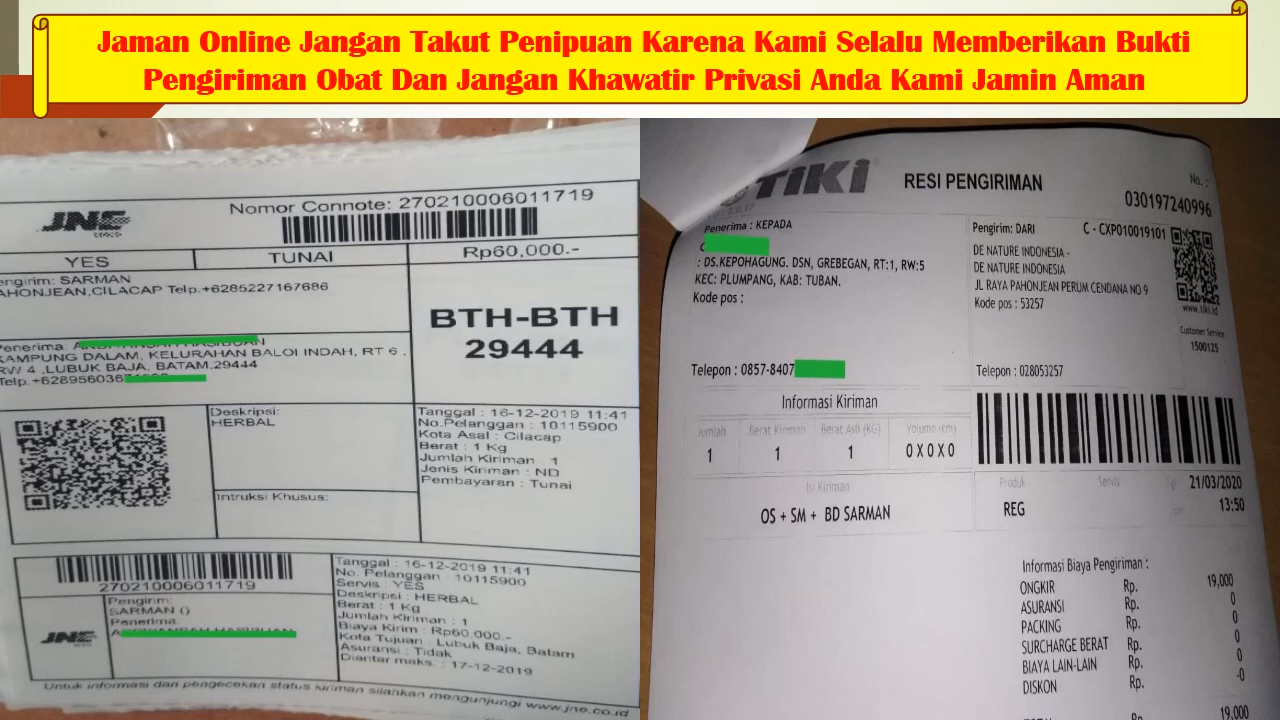 Jaman Online Jangan Takut Penipuan Karena Kami Selalu Memberikan Bukti
Pengiriman Obat Dan Jangan Khawatir Privasi Anda Kami Jamin Aman
JNE
Nomor Connote: 270210006011719
YES
TUNAI
Rp60,000.-
Pengirim: SARMAN
PAHONJEAN,CILACAP Telp.+6285227167686
BTH-BTH
29444
Penerima:
KAMPUNG DALAM, KELURAHAN BALOI INDAH, RT 6 ,
RW 4 ,LUBUK BAJA, BATAM,29444
Telp.+628956036
Deskripsi:
HERBAL
Intruksi Khusus:
Tanggal : 16-12-2019 11:41
No.Pelanggan : 10115900
Kota Asal : Cilacap
Berat : 1 Kg
Jumlah Kiriman : 1
Jenis Kiriman : ND
Pembayaran : Tunai
270210006011719
JNE
Pengirim:
SARMAN ()
Penerima:
Tanggal : 16-12-2019 11:41
No. Pelanggan : 10115900
Servis : YES
Deskripsi : HERBAL
Berat : 1 Kg
Jumlah Kiriman : 1
Biaya Kirim : Rp60,000.-
Kota Tujuan : Lubuk Baja, Batam
Asuransi : Tidak
Diantar maks. : 17-12-2019
Untuk informasi dan pengecekan status kiriman silahkan mengunjungi www.jne.co.id
TIKI
RESI PENGIRIMAN
No. :
030197240996
Penerima : KEPADA
: DS.KEPOHAGUNG. DSN, GREBEGAN, RT:1, RW:5
KEC: PLUMPANG, KAB: TUBAN.
Kode pos :
Telepon : 0857-8407
Pengirim: DARI
C - CXP010019101
DE NATURE INDONESIA -
DE NATURE INDONESIA
JL RAYA PAHONJEAN PERUM CENDANA NO 9
Kode pos : 53257
www.tiki.id
Customer Service
1500125
Telepon : 028053257
Informasi Kiriman
Jumlah Berat Kiriman Berat Asli (KG) Volume (cm)
1 1 1 0 X 0 X 0
Isi Kiriman
OS + SM + BD SARMAN
Produk Servis Tgl 21/03/2020
REG 13:50
Informasi Biaya Pengiriman :
ONGKIR Rp. 19,000
ASURANSI Rp. 0
PACKING Rp. 0
SURCHARGE BERAT Rp. 0
BIAYA LAIN-LAIN Rp. 0
DISKON Rp. -0
TOTAL Rp. 19,000